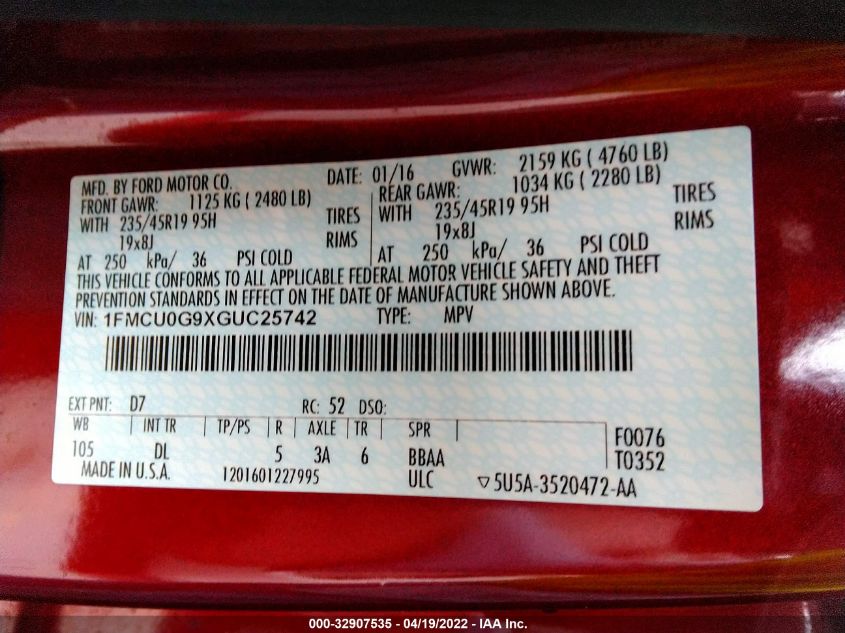 MFD. BY FORD MOTOR CO. DATE: 01/16 GVWR: 2159 KG ( 4760 LB)
FRONT GAWR: 1125 KG ( 2480 LB) REAR GAWR: 1034 KG ( 2280 LB)
WITH 235/45R19 95H TIRES WITH 235/45R19 95H TIRES
19x8J RIMS 19x8J RIMS
AT 250 kPa/ 36 PSI COLD AT 250 kPa/ 36 PSI COLD
THIS VEHICLE CONFORMS TO ALL APPLICABLE FEDERAL MOTOR VEHICLE SAFETY AND THEFT
PREVENTION STANDARDS IN EFFECT ON THE DATE OF MANUFACTURE SHOWN ABOVE.
VIN: 1FMCU0G9XGUC25742 TYPE: MPV
EXT PNT: D7 RC: 52 DSO:
WB INT TR TP/PS R AXLE TR SPR
105 DL 5 3A 6 BBAA
F0076
T0352
MADE IN U.S.A. 1201601227995 ULC ▽5U5A-3520472-AA
000-32907535 - 04/19/2022 - IAA Inc.